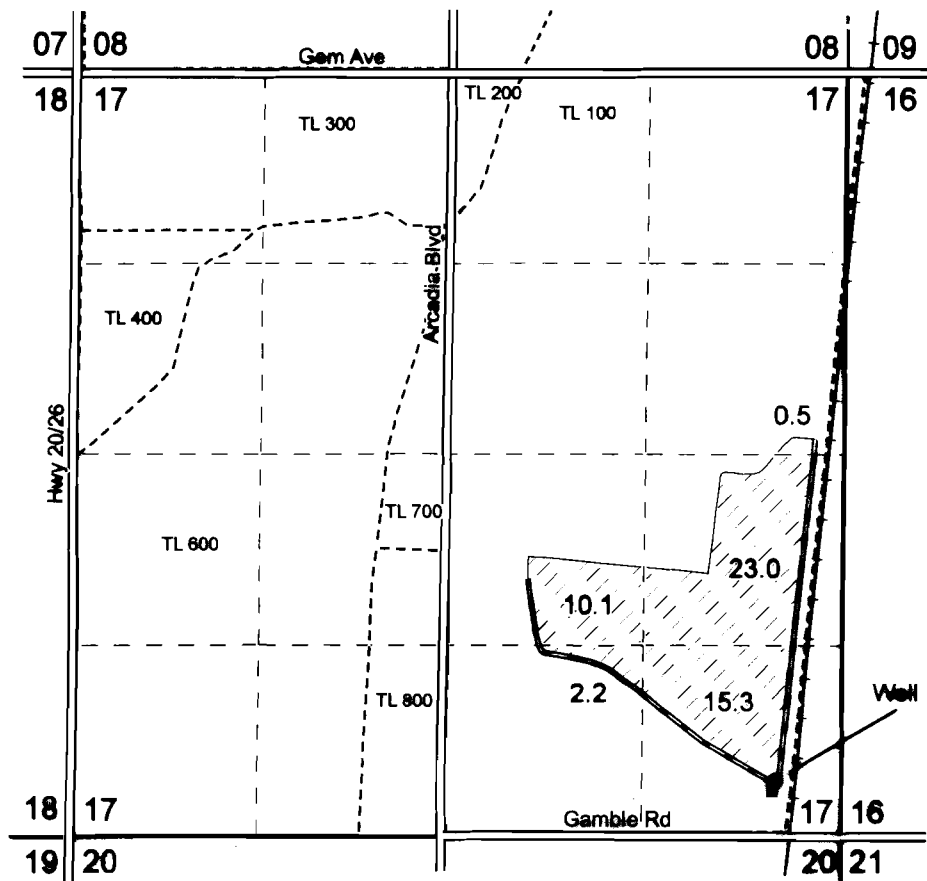 07 08
Gem Ave
08 09
18 17
TL 200
TL 100
17 16
TL 300
Arcadia Blvd
TL 400
0.5
Hwy 20/26
TL 700
TL 600
23.0
10.1
2.2
TL 800
15.3
Well
18 17
Gamble Rd
17 16
19 20
20 21